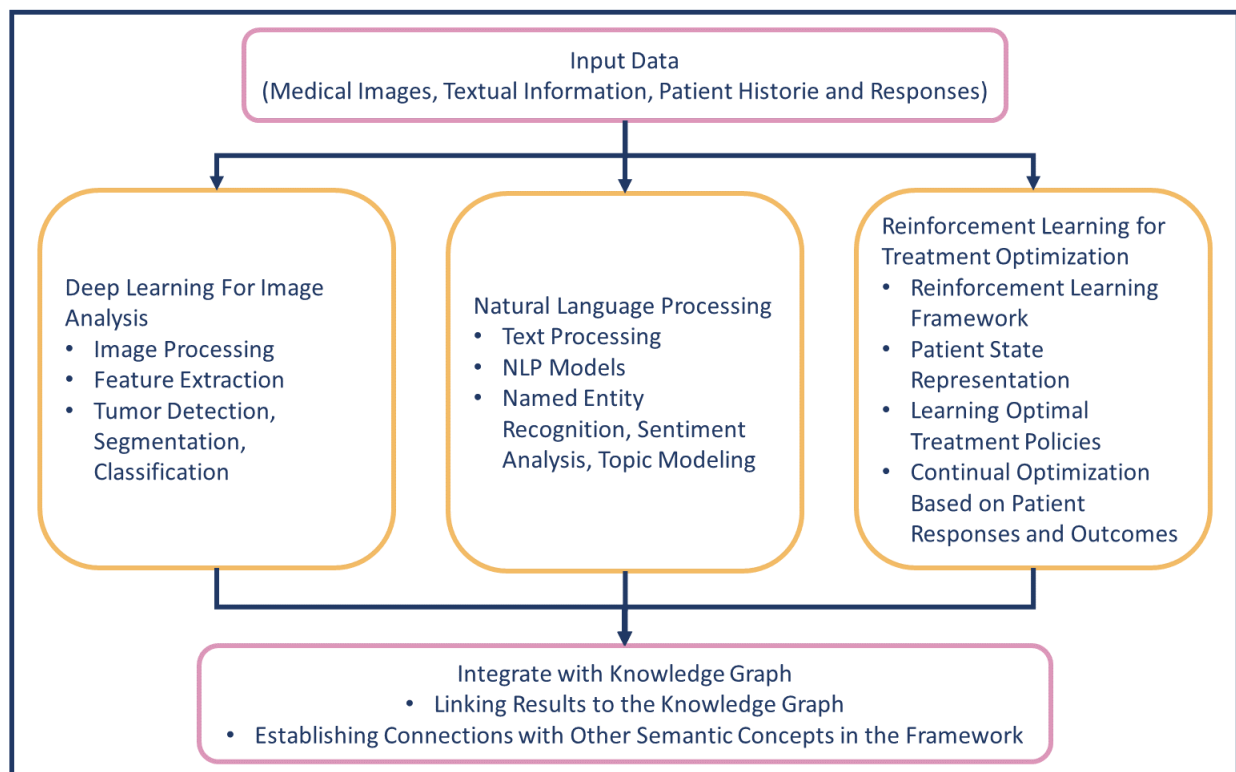 Input Data
(Medical Images, Textual Information, Patient Historie and Responses)
Deep Learning For Image
Analysis
• Image Processing
• Feature Extraction
• Tumor Detection,
Segmentation,
Classification
Natural Language Processing
• Text Processing
• NLP Models
• Named Entity
Recognition, Sentiment
Analysis, Topic Modeling
Reinforcement Learning for
Treatment Optimization
• Reinforcement Learning
Framework
• Patient State
Representation
• Learning Optimal
Treatment Policies
• Continual Optimization
Based on Patient
Responses and Outcomes
Integrate with Knowledge Graph
• Linking Results to the Knowledge Graph
• Establishing Connections with Other Semantic Concepts in the Framework